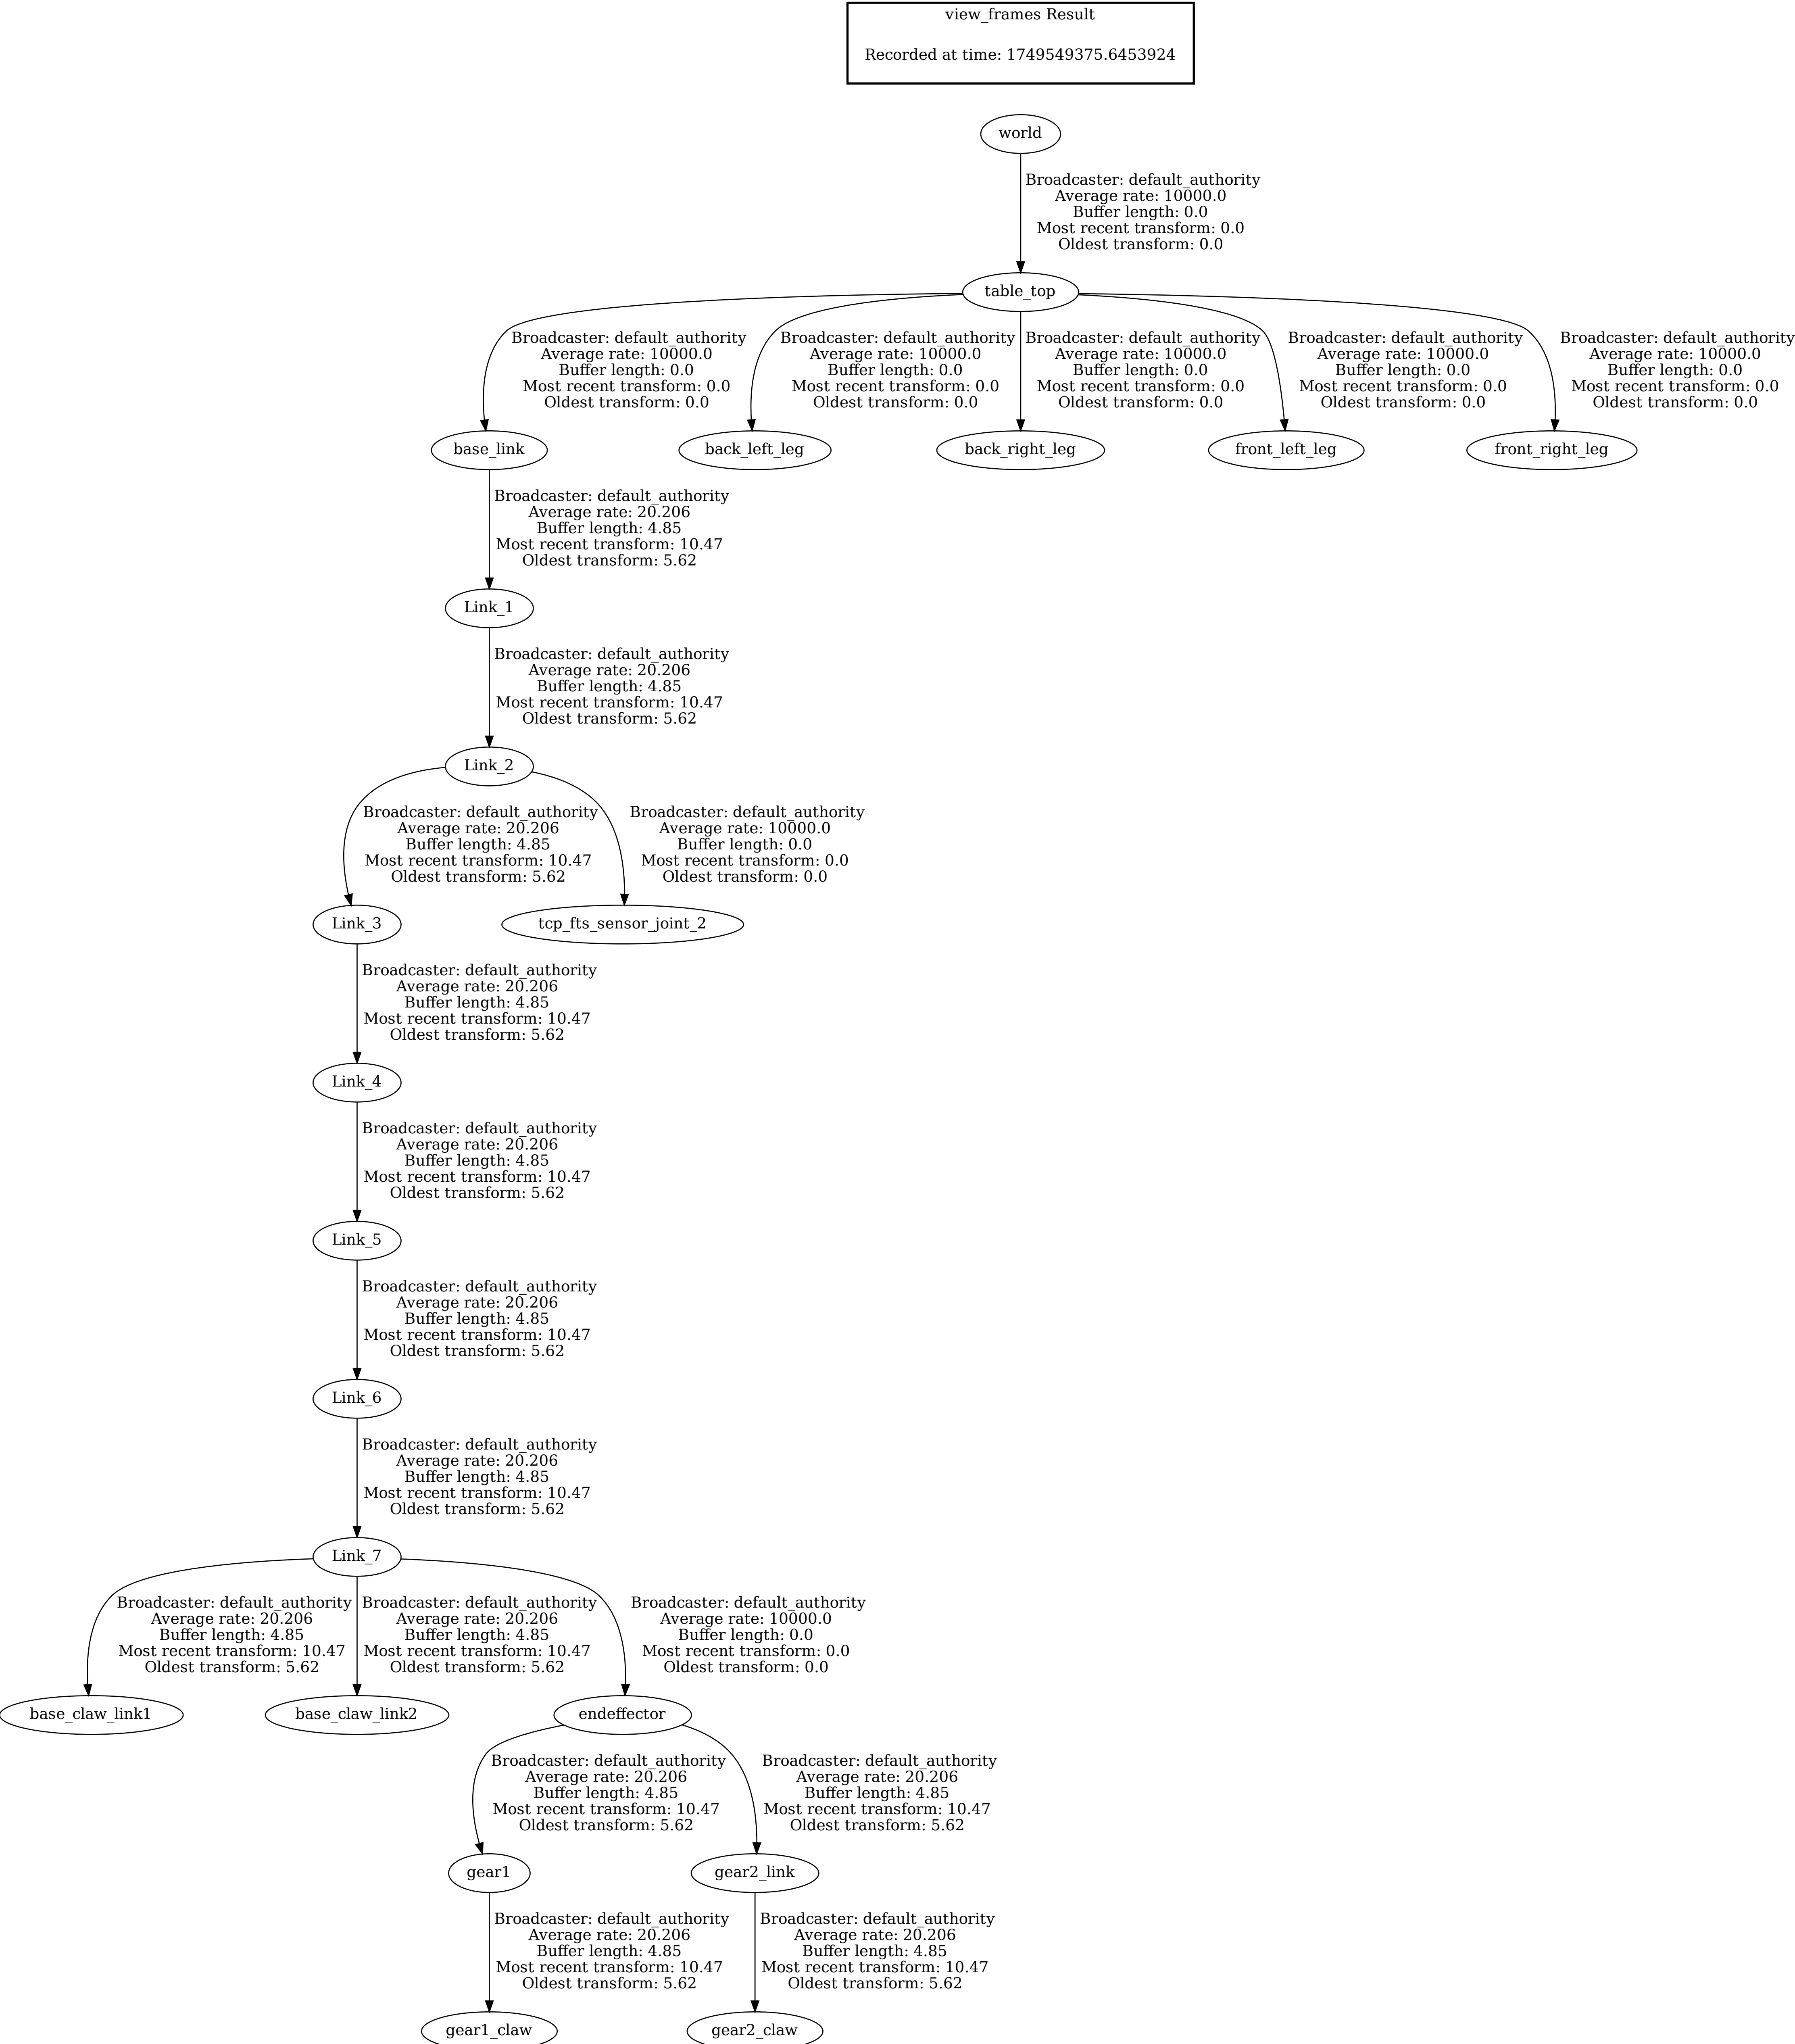 view_frames Result
Recorded at time: 1749549375.6453924
world
Broadcaster: default_authority
Average rate: 10000.0
Buffer length: 0.0
Most recent transform: 0.0
Oldest transform: 0.0
table_top
Broadcaster: default_authority
Average rate: 10000.0
Buffer length: 0.0
Most recent transform: 0.0
Oldest transform: 0.0
Broadcaster: default_authority
Average rate: 10000.0
Buffer length: 0.0
Most recent transform: 0.0
Oldest transform: 0.0
Broadcaster: default_authority
Average rate: 10000.0
Buffer length: 0.0
Most recent transform: 0.0
Oldest transform: 0.0
Broadcaster: default_authority
Average rate: 10000.0
Buffer length: 0.0
Most recent transform: 0.0
Oldest transform: 0.0
Broadcaster: default_authority
Average rate: 10000.0
Buffer length: 0.0
Most recent transform: 0.0
Oldest transform: 0.0
base_link
back_left_leg
back_right_leg
front_left_leg
front_right_leg
Broadcaster: default_authority
Average rate: 20.206
Buffer length: 4.85
Most recent transform: 10.47
Oldest transform: 5.62
Link_1
Broadcaster: default_authority
Average rate: 20.206
Buffer length: 4.85
Most recent transform: 10.47
Oldest transform: 5.62
Link_2
Broadcaster: default_authority
Average rate: 20.206
Buffer length: 4.85
Most recent transform: 10.47
Oldest transform: 5.62
Broadcaster: default_authority
Average rate: 10000.0
Buffer length: 0.0
Most recent transform: 0.0
Oldest transform: 0.0
Link_3
tcp_fts_sensor_joint_2
Broadcaster: default_authority
Average rate: 20.206
Buffer length: 4.85
Most recent transform: 10.47
Oldest transform: 5.62
Link_4
Broadcaster: default_authority
Average rate: 20.206
Buffer length: 4.85
Most recent transform: 10.47
Oldest transform: 5.62
Link_5
Broadcaster: default_authority
Average rate: 20.206
Buffer length: 4.85
Most recent transform: 10.47
Oldest transform: 5.62
Link_6
Broadcaster: default_authority
Average rate: 20.206
Buffer length: 4.85
Most recent transform: 10.47
Oldest transform: 5.62
Link_7
Broadcaster: default_authority
Average rate: 20.206
Buffer length: 4.85
Most recent transform: 10.47
Oldest transform: 5.62
Broadcaster: default_authority
Average rate: 20.206
Buffer length: 4.85
Most recent transform: 10.47
Oldest transform: 5.62
Broadcaster: default_authority
Average rate: 10000.0
Buffer length: 0.0
Most recent transform: 0.0
Oldest transform: 0.0
base_claw_link1
base_claw_link2
endeffector
Broadcaster: default_authority
Average rate: 20.206
Buffer length: 4.85
Most recent transform: 10.47
Oldest transform: 5.62
Broadcaster: default_authority
Average rate: 20.206
Buffer length: 4.85
Most recent transform: 10.47
Oldest transform: 5.62
gear1
gear2_link
Broadcaster: default_authority
Average rate: 20.206
Buffer length: 4.85
Most recent transform: 10.47
Oldest transform: 5.62
Broadcaster: default_authority
Average rate: 20.206
Buffer length: 4.85
Most recent transform: 10.47
Oldest transform: 5.62
gear1_claw
gear2_claw